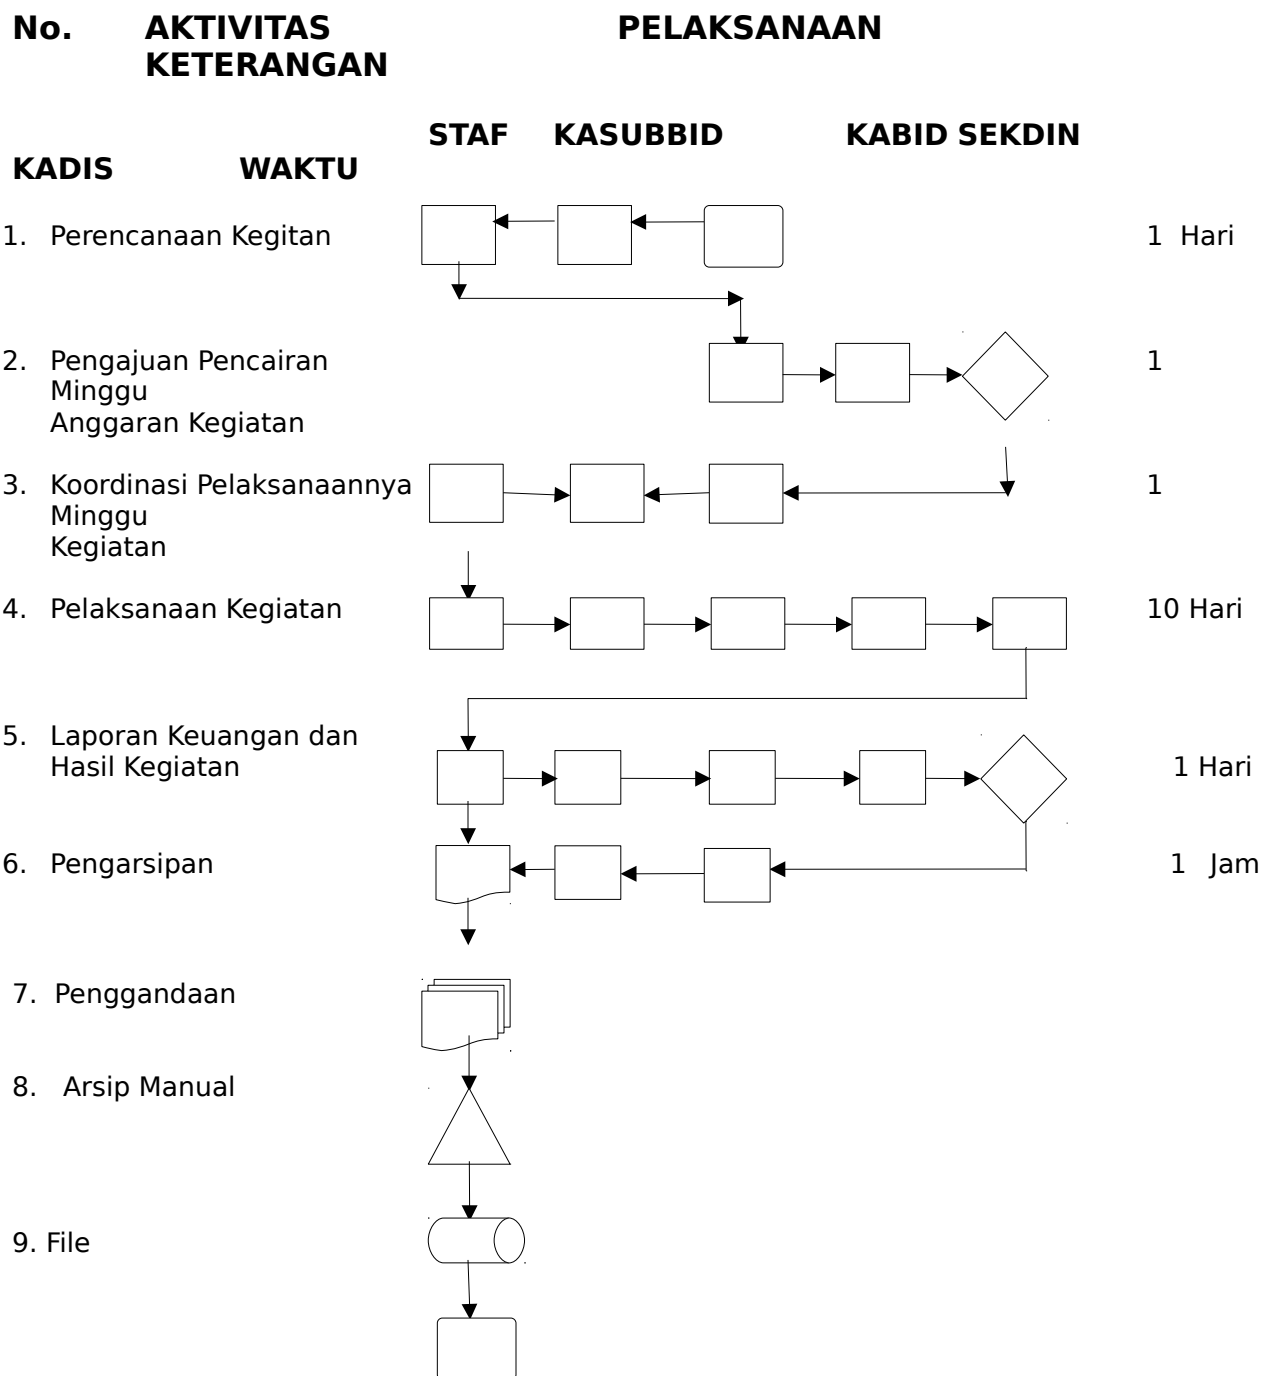 No. AKTIVITAS PELAKSANAAN
KETERANGAN
STAF KASUBBID KABID SEKDIN
KADIS WAKTU
1. Perencanaan Kegitan 1 Hari
2. Pengajuan Pencairan 1
Minggu
Anggaran Kegiatan
3. Koordinasi Pelaksanaannya 1
Minggu
Kegiatan
4. Pelaksanaan Kegiatan 10 Hari
5. Laporan Keuangan dan
Hasil Kegiatan 1 Hari
6. Pengarsipan 1 Jam
7. Penggandaan
8. Arsip Manual
9. File